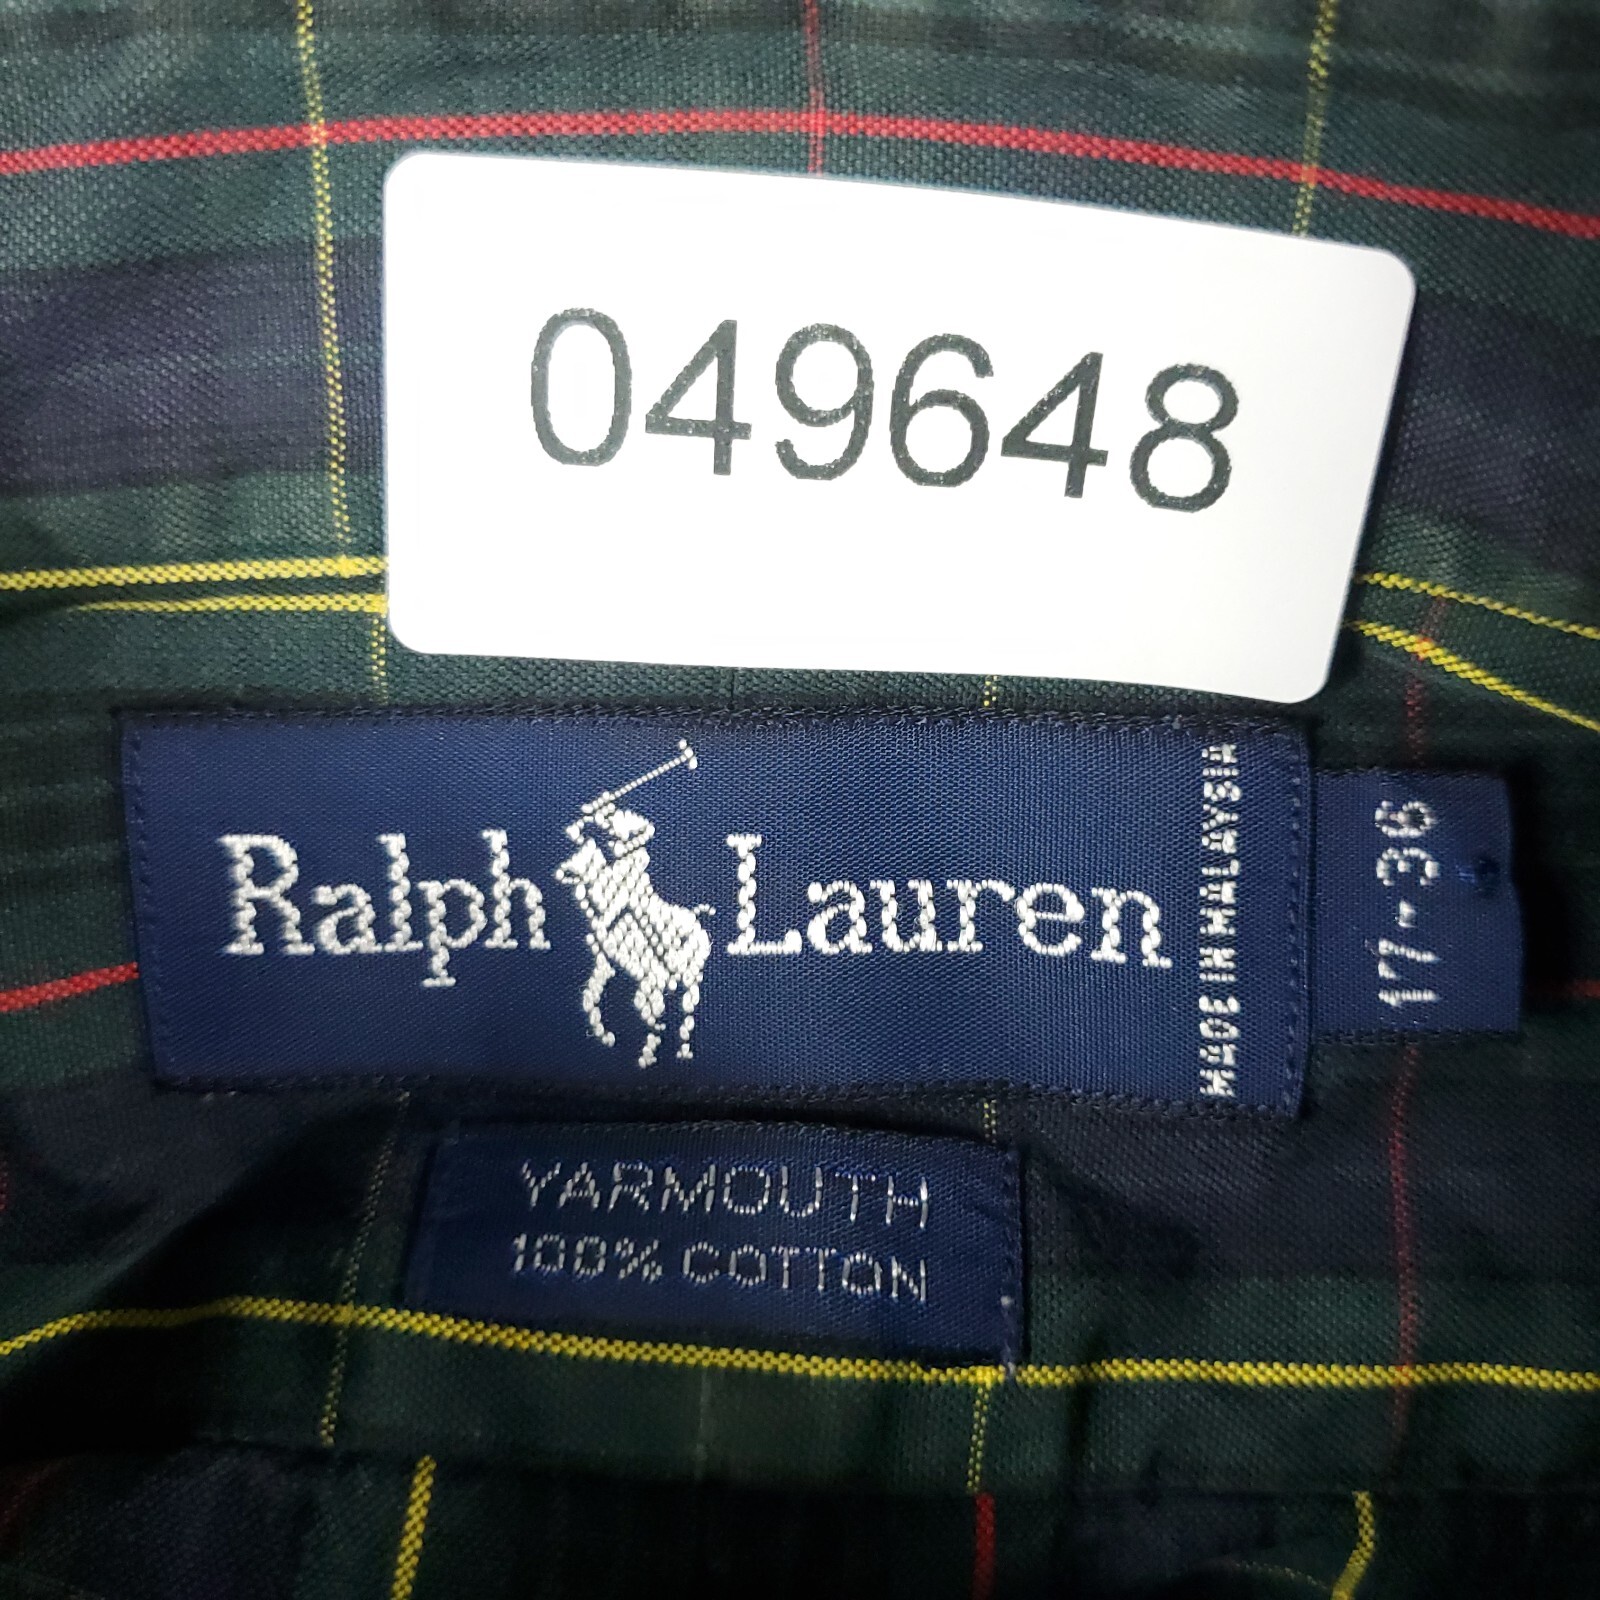 049648
Ralph Lauren
MADE IN MALAYSIA
17-36
YARMOUTH
100% COTTON